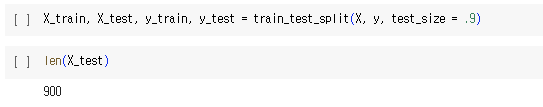 [ ] X_train, X_test, y_train, y_test = train_test_split(X, y, test_size = .9)
[ ] len(X_test)
900